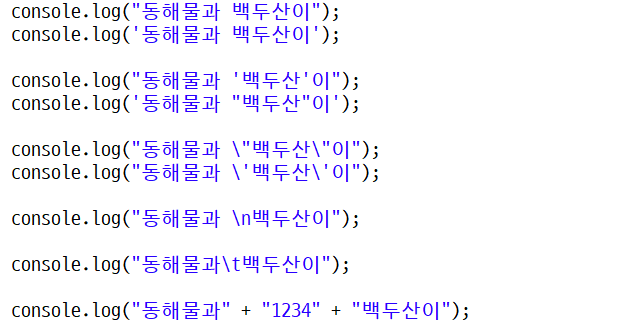 console.log("동해물과 백두산이");
console.log('동해물과 백두산이');
console.log("동해물과 '백두산'이");
console.log('동해물과 "백두산"이');
console.log("동해물과 \"백두산\"이");
console.log("동해물과 \'백두산\'이");
console.log("동해물과 \n백두산이");
console.log("동해물과\t백두산이");
console.log("동해물과" + "1234" + "백두산이");